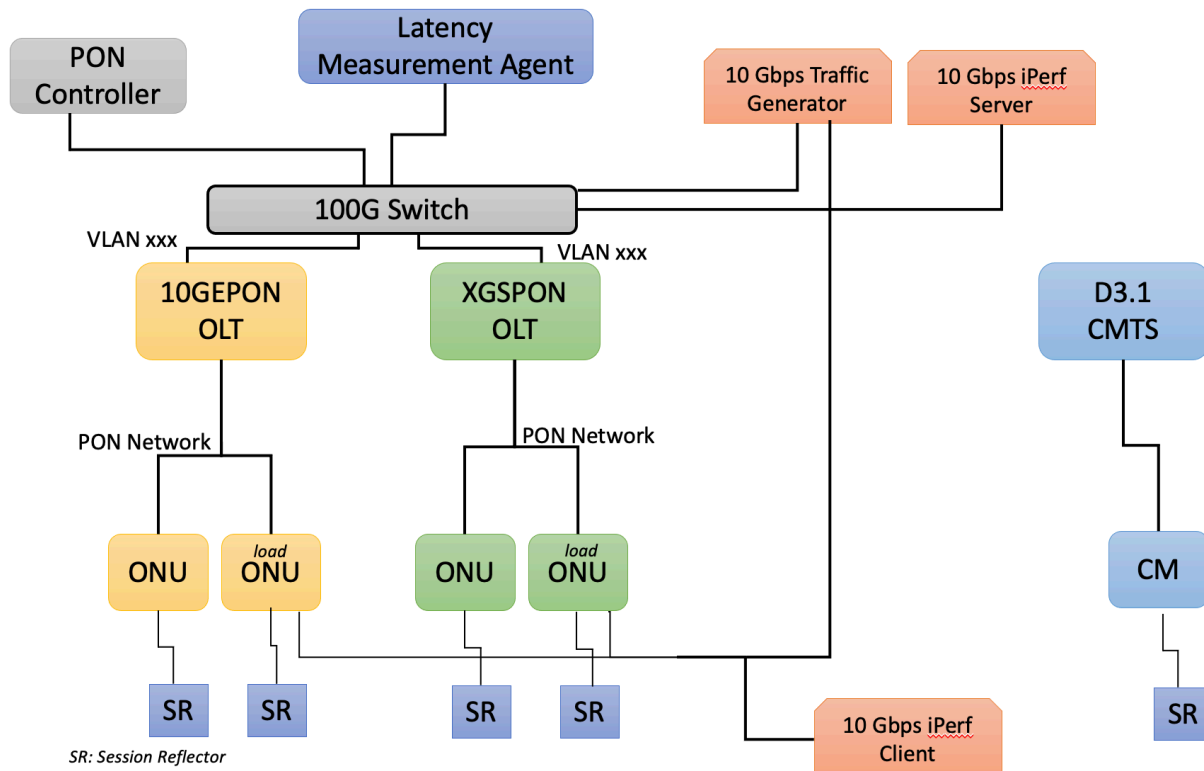 PON
Controller
Latency
Measurement Agent
10 Gbps Traffic
Generator
10 Gbps iPerf
Server
100G Switch
VLAN xxx
VLAN xxx
10GEPON
OLT
XGSPON
OLT
D3.1
CMTS
PON Network
PON Network
ONU
load
ONU
ONU
load
ONU
CM
SR
SR
SR
SR
SR
10 Gbps iPerf
Client
SR: Session Reflector